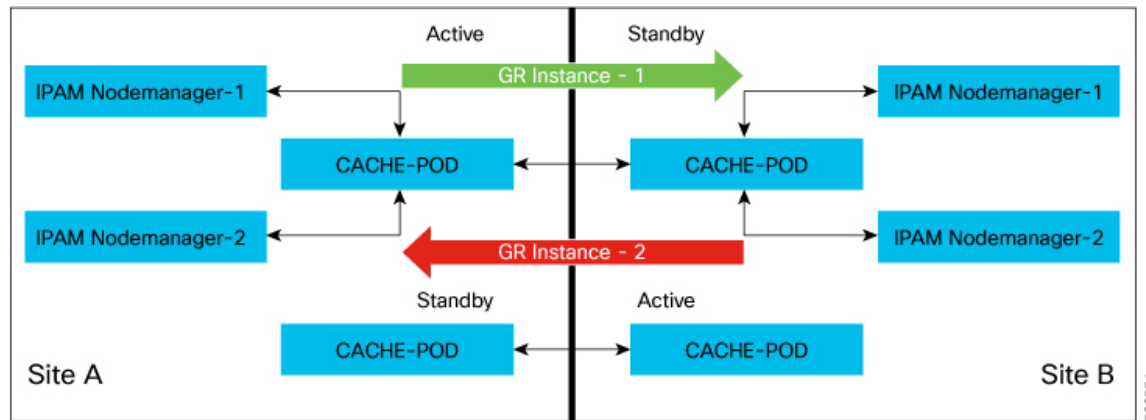 Active
Standby
GR Instance - 1
IPAM Nodemanager-1
IPAM Nodemanager-1
CACHE-POD
CACHE-POD
IPAM Nodemanager-2
IPAM Nodemanager-2
GR Instance - 2
Standby
Active
CACHE-POD
CACHE-POD
Site A
Site B